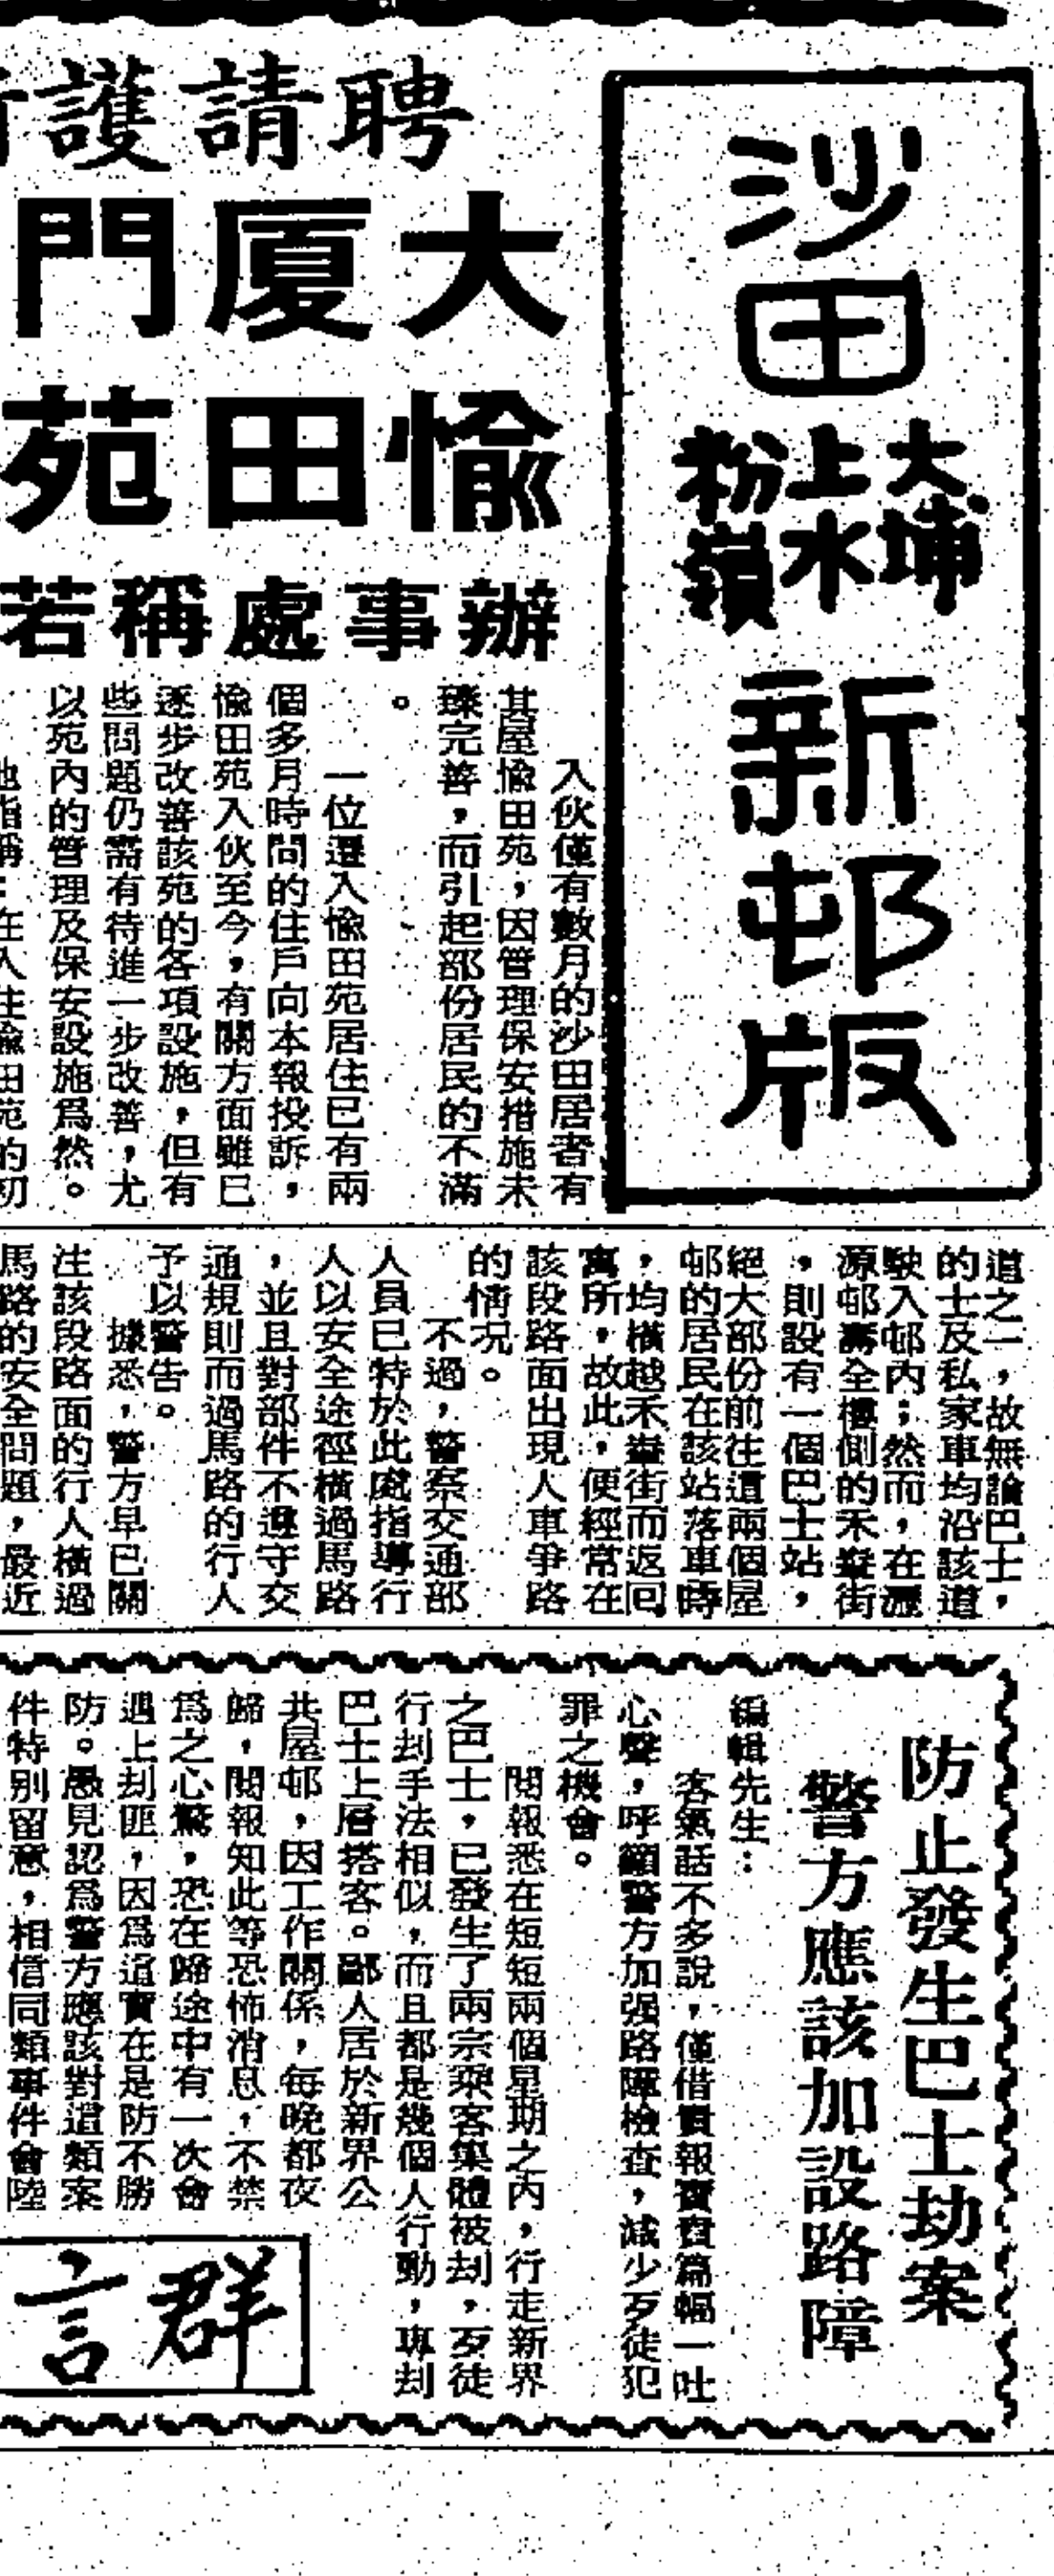 沙田
大埔
上水
粉嶺
新邨版
聘請護
大厦門
愉田苑
辦事處稱若
入伙僅有數月的沙田居者有
其屋愉田苑，因管理保安措施未
臻完善，而引起部份居民的不滿
。
一位遷入愉田苑居住已有兩
個多月時間的住戶向本報投訴，
愉田苑入伙至今，有關方面雖已
逐步改善該苑的各項設施，但有
些問題仍需有待進一步改善，尤
以苑內的管理及保安設施爲然。
他指稱：在入住愉田苑的初
道之一，故無論巴士，
的士及私家車均沿該道
駛入邨內；然而，在瀝
源邨壽全樓側的禾輋街
，則設有一個巴士站，
絕大部份前往這兩個屋
邨的居民在該站落車時
，均橫越禾輋街而返回
寓所，故此，便經常在
該段路面出現人車爭路
的情況。
不過，警察交通部
人員已特於此處指導行
人以安全途徑橫過馬路
，並且對部件不遵守交
通規則而過馬路的行人
予以警告。
據悉，警方早已關
注該段路面的行人橫過
馬路的安全問題，最近
防止發生巴士劫案
警方應該加設路障
編輯先生：
客氣話不多說，僅借貴報寶貴篇幅一吐
心聲，呼籲警方加强路障檢查，減少歹徒犯
罪之機會。
閱報悉在短短兩個星期之內，行走新界
之巴士，已發生了兩宗乘客集體被刦，歹徒
行刦手法相似，而且都是幾個人行動，專刦
巴士上層搭客。鄙人居於新界公
共屋邨，因工作關係，每晚都夜
歸，閱報知此等恐怖消息，不禁
爲之心驚，恐在歸途中有一次會
遇上刦匪，因爲這實在是防不勝
防。愚見認爲警方應該對這類案
件特別留意，相信同類事件會陸
群言